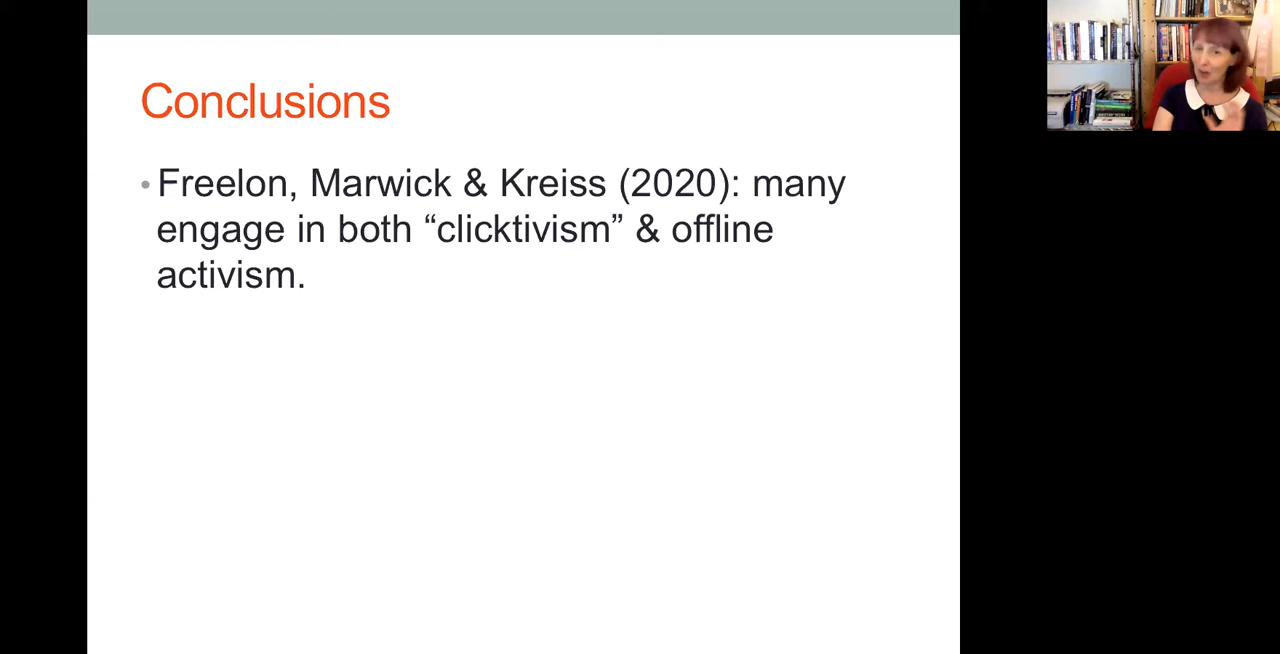 Conclusions
• Freelon, Marwick & Kreiss (2020): many
engage in both “clicktivism” & offline
activism.